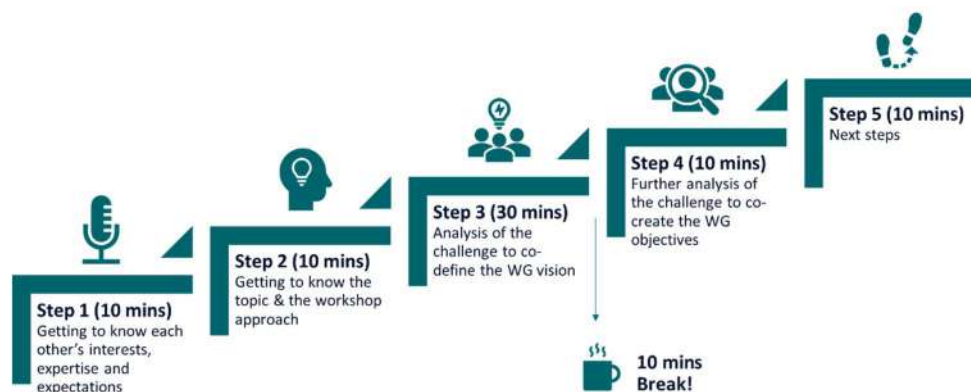 Step 1 (10 mins)
Getting to know each
other's interests,
expertise and
expectations
Step 2 (10 mins)
Getting to know the
topic & the workshop
approach
Step 3 (30 mins)
Analysis of the
challenge to co-
define the WG vision
10 mins
Break!
Step 4 (10 mins)
Further analysis of
the challenge to co-
create the WG
objectives
Step 5 (10 mins)
Next steps